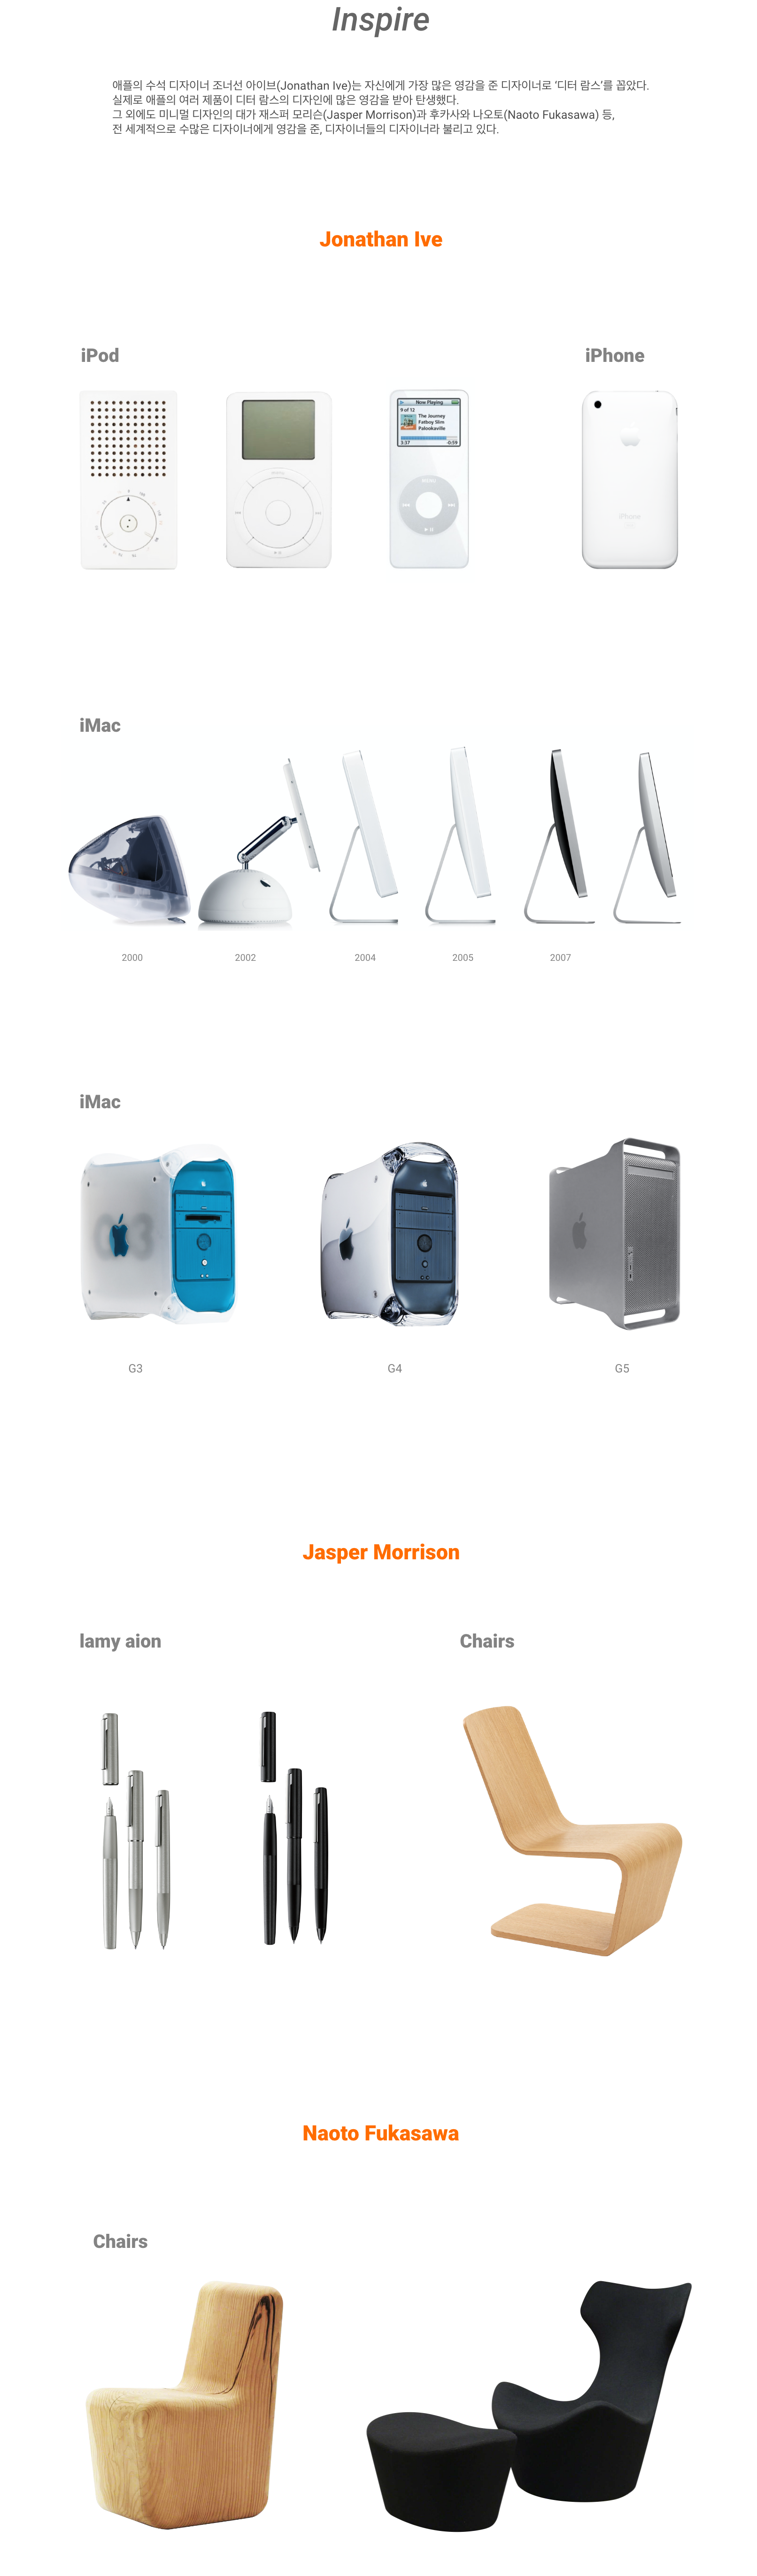 Inspire
애플의 수석 디자이너 조너선 아이브(Jonathan Ive)는 자신에게 가장 많은 영감을 준 디자이너로 '디터 람스'를 꼽았다.
실제로 애플의 여러 제품이 디터 람스의 디자인에 많은 영감을 받아 탄생했다.
그 외에도 미니멀 디자인의 대가 재스퍼 모리슨(Jasper Morrison)과 후카사와 나오토(Naoto Fukasawa) 등,
전 세계적으로 수많은 디자이너에게 영감을 준, 디자이너들의 디자이너라 불리고 있다.
Jonathan Ive
iPod
iPhone
Now Playing
9 of 12
The Journey
Fatboy Slim
Palookaville
3:37
-0:59
MENU
iPhone
iMac
2000
2002
2004
2005
2007
iMac
G3
G4
G5
Jasper Morrison
lamy aion
Chairs
Naoto Fukasawa
Chairs